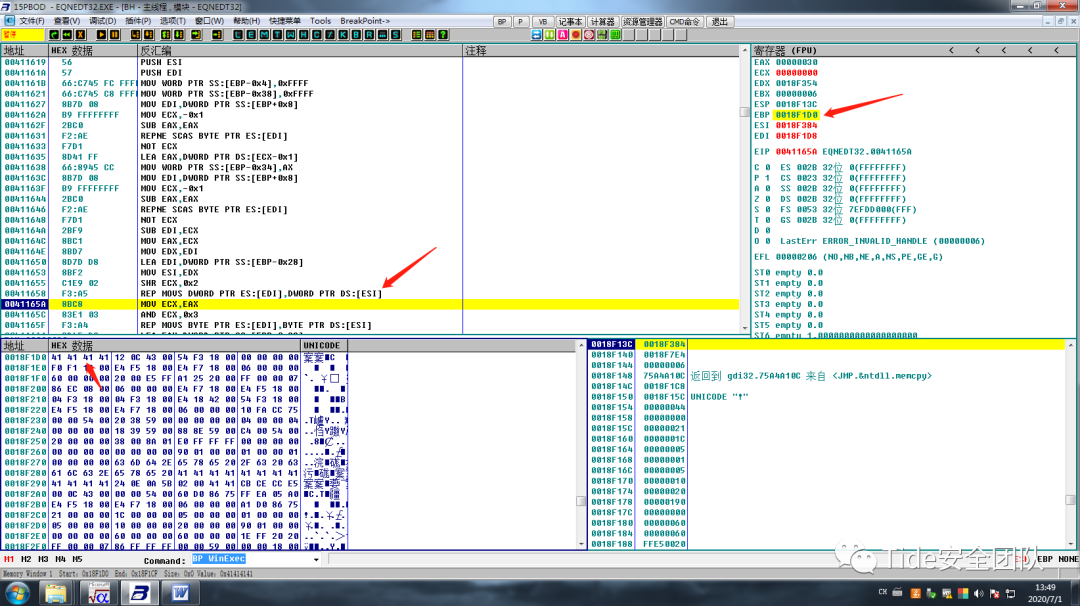 15PBOD - EQNEDT32.EXE - [BH - 主线程,模块 - EQNEDT32]
文件(F) 查看(V) 调试(D) 插件(P) 选项(T) 窗口(W) 帮助(H) 快捷菜单 Tools BreakPoint->
BP P VB 记事本 计算器 资源管理器 CMD命令 退出
暂停
L E M T W H C / K B R ... S
地址 HEX 数据 反汇编 注释
00411619 56 PUSH ESI
0041161A 57 PUSH EDI
0041161B 66:C745 FC FFF MOV WORD PTR SS:[EBP-0x4],0xFFFF
00411621 66:C745 C8 FFF MOV WORD PTR SS:[EBP-0x38],0xFFFF
00411627 8B7D 08 MOV EDI,DWORD PTR SS:[EBP+0x8]
0041162A B9 FFFFFFFF MOV ECX,-0x1
0041162F 2BC0 SUB EAX,EAX
00411631 F2:AE REPNE SCAS BYTE PTR ES:[EDI]
00411633 F7D1 NOT ECX
00411635 8D41 FF LEA EAX,DWORD PTR DS:[ECX-0x1]
00411638 66:8945 CC MOV WORD PTR SS:[EBP-0x34],AX
0041163C 8B7D 08 MOV EDI,DWORD PTR SS:[EBP+0x8]
0041163F B9 FFFFFFFF MOV ECX,-0x1
00411644 2BC0 SUB EAX,EAX
00411646 F2:AE REPNE SCAS BYTE PTR ES:[EDI]
00411648 F7D1 NOT ECX
0041164A 2BF9 SUB EDI,ECX
0041164C 8BC1 MOV EAX,ECX
0041164E 8BD7 MOV EDX,EDI
00411650 8D7D D8 LEA EDI,DWORD PTR SS:[EBP-0x28]
00411653 8BF2 MOV ESI,EDX
00411655 C1E9 02 SHR ECX,0x2
00411658 F3:A5 REP MOVS DWORD PTR ES:[EDI],DWORD PTR DS:[ESI]
0041165A 8BC8 MOV ECX,EAX
0041165C 83E1 03 AND ECX,0x3
0041165F F3:A4 REP MOVS BYTE PTR ES:[EDI],BYTE PTR DS:[ESI]
寄存器 (FPU) < < < < <
EAX 00000030
ECX 00000000
EDX 0018F354
EBX 00000006
ESP 0018F13C
EBP 0018F1D0
ESI 0018F384
EDI 0018F1D8
EIP 0041165A EQNEDT32.0041165A
C 0 ES 002B 32位 0(FFFFFFFF)
P 1 CS 0023 32位 0(FFFFFFFF)
A 0 SS 002B 32位 0(FFFFFFFF)
Z 0 DS 002B 32位 0(FFFFFFFF)
S 0 FS 0053 32位 7EFDD000(FFF)
T 0 GS 002B 32位 0(FFFFFFFF)
D 0
O 0 LastErr ERROR_INVALID_HANDLE (00000006)
EFL 00000206 (NO,NB,NE,A,NS,PE,GE,G)
ST0 empty 0.0
ST1 empty 0.0
ST2 empty 0.0
ST3 empty 0.0
ST4 empty 0.0
ST5 empty 0.0
ST6 empty 1.0000000000000000000
地址 HEX 数据 UNICODE
0018F1D0 41 41 41 41 12 0C 43 00 54 F3 18 00 00 00 00 00
0018F1E0 F0 F1 00 E4 F5 18 00 E4 F7 18 00 06 00 00 00
0018F1F0 60 00 00 00 20 00 E5 FF A1 25 20 00 FF 00 00 07
0018F200 86 EC 08 00 06 00 00 00 E4 F7 18 00 E4 F5 18 00
0018F210 04 F3 18 00 04 F3 18 00 E4 18 42 00 54 F3 18 00
0018F220 E4 F5 18 00 E4 F7 18 00 06 00 00 00 10 FA CC 75
0018F230 00 00 54 00 20 38 59 00 00 00 00 00 04 00 00 04
0018F240 00 00 00 00 18 39 59 00 88 8E 59 00 C4 00 54 00
0018F250 20 00 00 00 38 00 8A 01 E0 FF FF FF 00 00 00 00
0018F260 00 00 00 00 00 00 00 00 90 01 00 00 01 00 00 01
0018F270 00 00 00 00 63 6D 64 2E 65 78 65 20 2F 63 20 63
0018F280 61 6C 63 2E 65 78 65 20 41 41 41 41 41 41 41 41
0018F290 41 41 41 41 24 0E 0A 5B 02 00 41 41 CB CE CC E5
0018F2A0 00 0C 43 00 00 00 54 00 60 D0 86 75 FF EA 05 A0
0018F2B0 E4 F5 18 00 E4 F7 18 00 06 00 00 00 A1 D0 86 75
0018F2C0 21 00 00 00 1C 00 00 00 05 00 00 00 01 00 00 00
0018F2D0 05 00 00 00 10 00 00 00 20 00 00 00 90 01 00 00
0018F2E0 00 00 00 00 60 00 00 00 60 00 00 00 1E FF 20 20
0018F2F0 FF 00 00 07 86 FF FF FF 00 00 59 00 00 00 18 00
0018F13C 0018F384
0018F140 0018F7E4
0018F144 00000006
0018F148 75A4A10C 返回到 gdi32.75A4A10C 来自 <JMP.&ntdll.memcpy>
0018F14C 0018F1C8
0018F150 0018F15C UNICODE "!"
0018F154 00000044
0018F158 00000000
0018F15C 00000021
0018F160 0000001C
0018F164 00000005
0018F168 00000001
0018F16C 00000005
0018F170 00000010
0018F174 00000020
0018F178 00000190
0018F17C 00000000
0018F180 00000060
0018F184 00000060
0018F188 FFE50020
M1 M2 M3 M4 M5 Command: BP WinExec EBP NONE
Memory Window 1 Start: 0x18F1D0 End: 0x18F1CF Size: 0x0 Value: 0x41414141
Tide安全团队
CH
13:49
2020/7/1